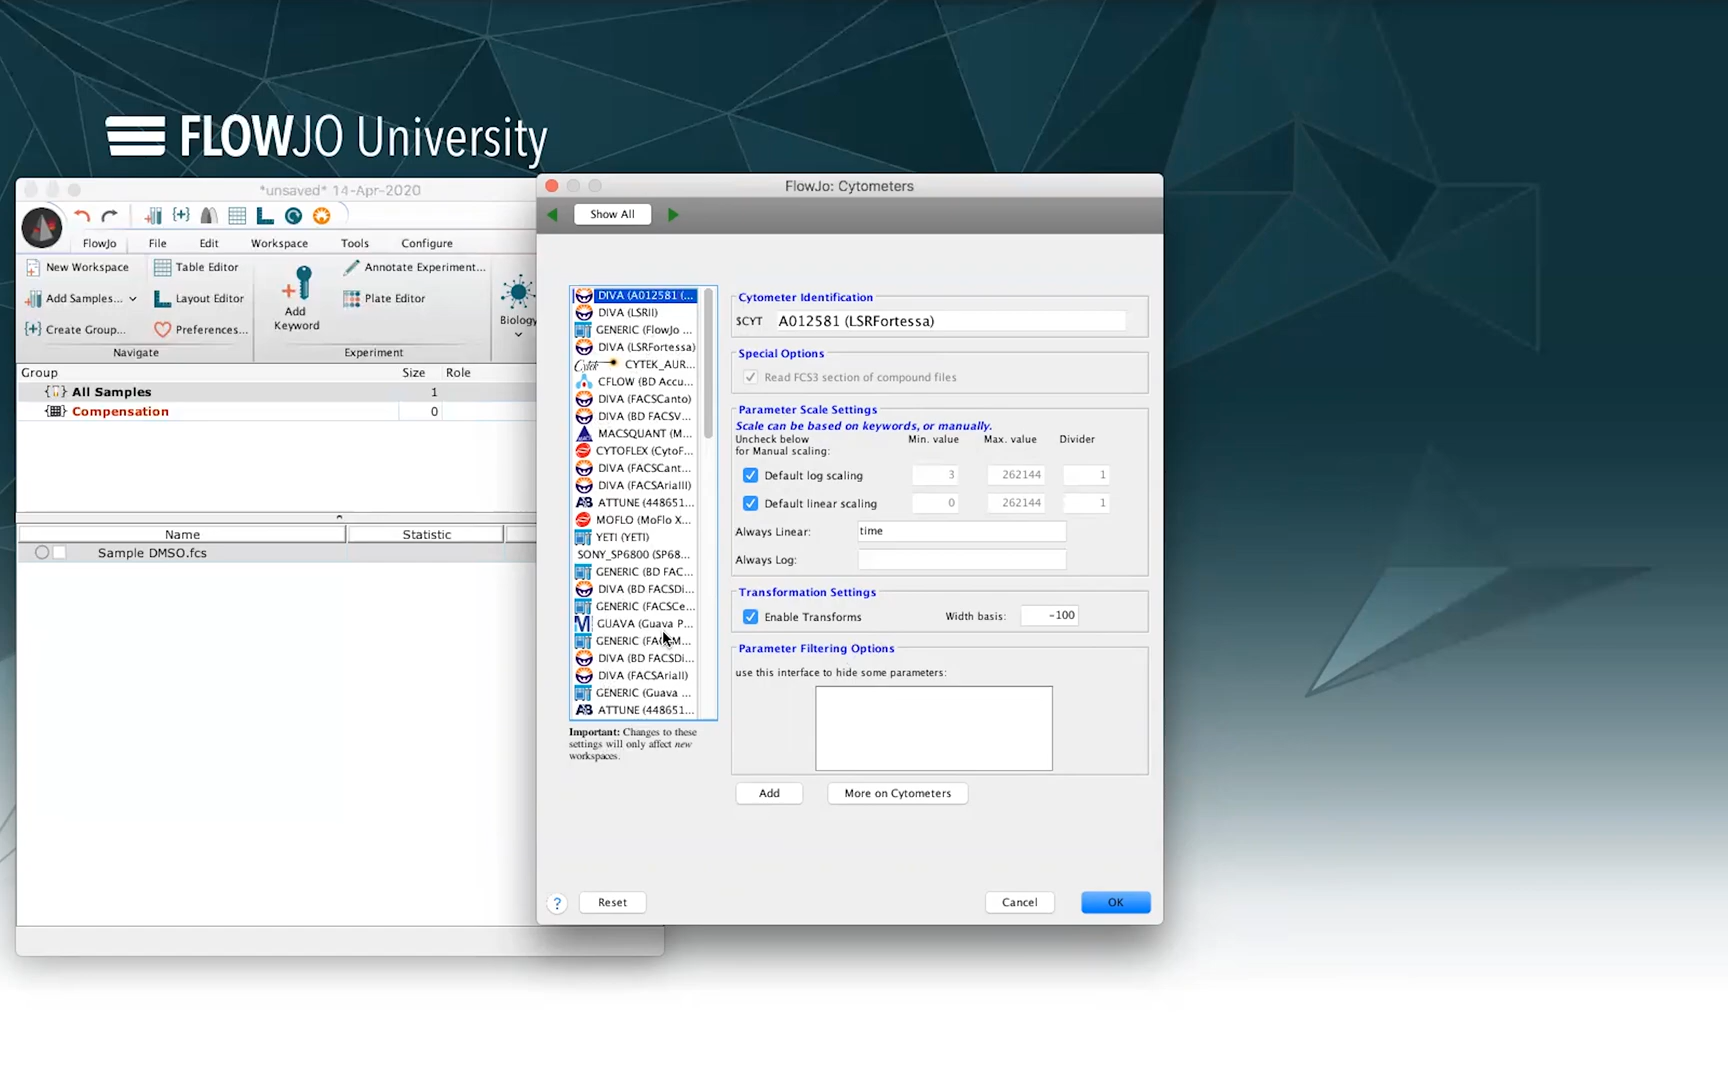 FLOWJO University
*unsaved* 14-Apr-2020
FlowJo
File
Edit
Workspace
Tools
Configure
New Workspace
Add Samples...
Create Group...
Table Editor
Layout Editor
Preferences...
Navigate
Add
Keyword
Annotate Experiment...
Plate Editor
Experiment
Biology
Group Size Role
All Samples 1
Compensation 0
Name Statistic
Sample DMSO.fcs
FlowJo: Cytometers
Show All
DIVA (A012581 (...
DIVA (LSRII)
GENERIC (FlowJo ...
DIVA (LSRFortessa)
Cytek CYTEK_AUR...
CFLOW (BD Accu...
DIVA (FACSCanto)
DIVA (BD FACSV...
MACSQUANT (M...
CYTOFLEX (CytoF...
DIVA (FACSCant...
DIVA (FACSAriaIII)
AB ATTUNE (448651...
MOFLO (MoFlo X...
YETI (YETI)
SONY_SP6800 (SP68...
GENERIC (BD FAC...
DIVA (BD FACSDi...
GENERIC (FACSCe...
M GUAVA (Guava P...
GENERIC (FACSM...
DIVA (BD FACSDi...
DIVA (FACSAriaII)
GENERIC (Guava ...
AB ATTUNE (448651...
Important: Changes to these
settings will only affect new
workspaces.
Cytometer Identification
$CYT A012581 (LSRFortessa)
Special Options
Read FCS3 section of compound files
Parameter Scale Settings
Scale can be based on keywords, or manually.
Uncheck below Min. value Max. value Divider
for Manual scaling:
Default log scaling 3 262144 1
Default linear scaling 0 262144 1
Always Linear: time
Always Log:
Transformation Settings
Enable Transforms Width basis: -100
Parameter Filtering Options
use this interface to hide some parameters:
Add
More on Cytometers
?
Reset
Cancel
OK